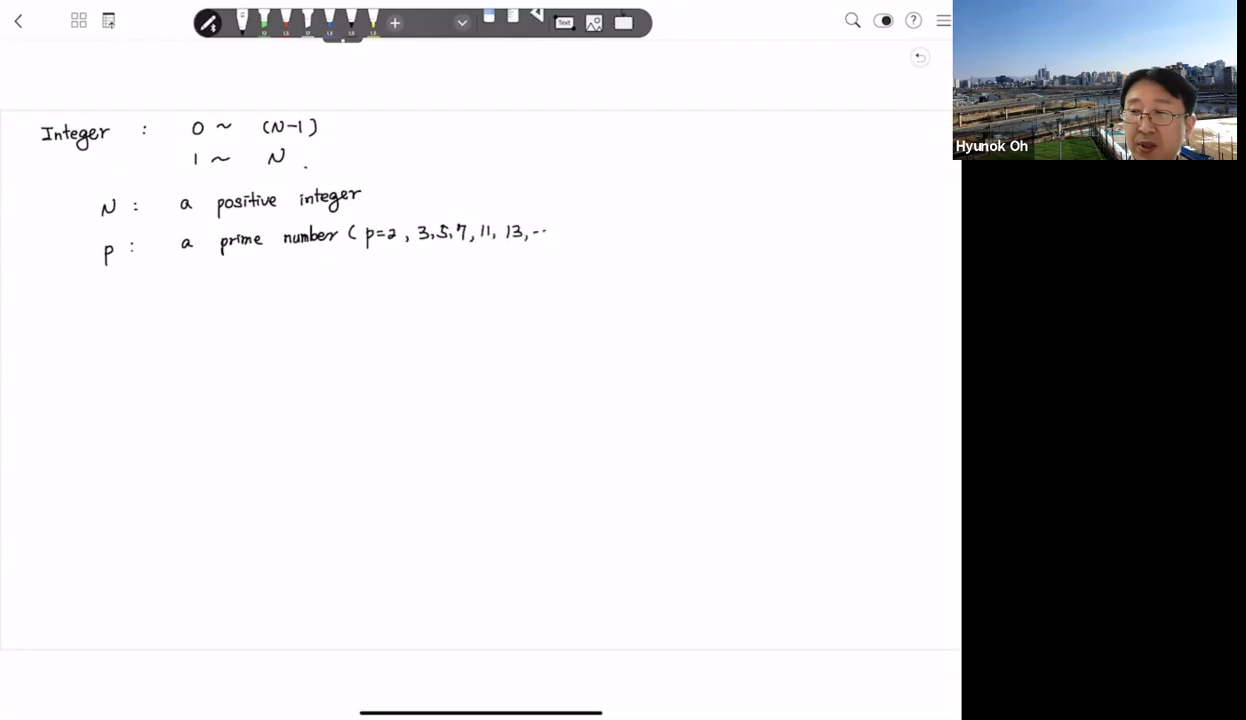 Text
Integer : 0 ~ (N-1)
1 ~ N .
N : a positive integer
p : a prime number ( p=2 , 3,5,7, 11, 13, --
Hyunok Oh